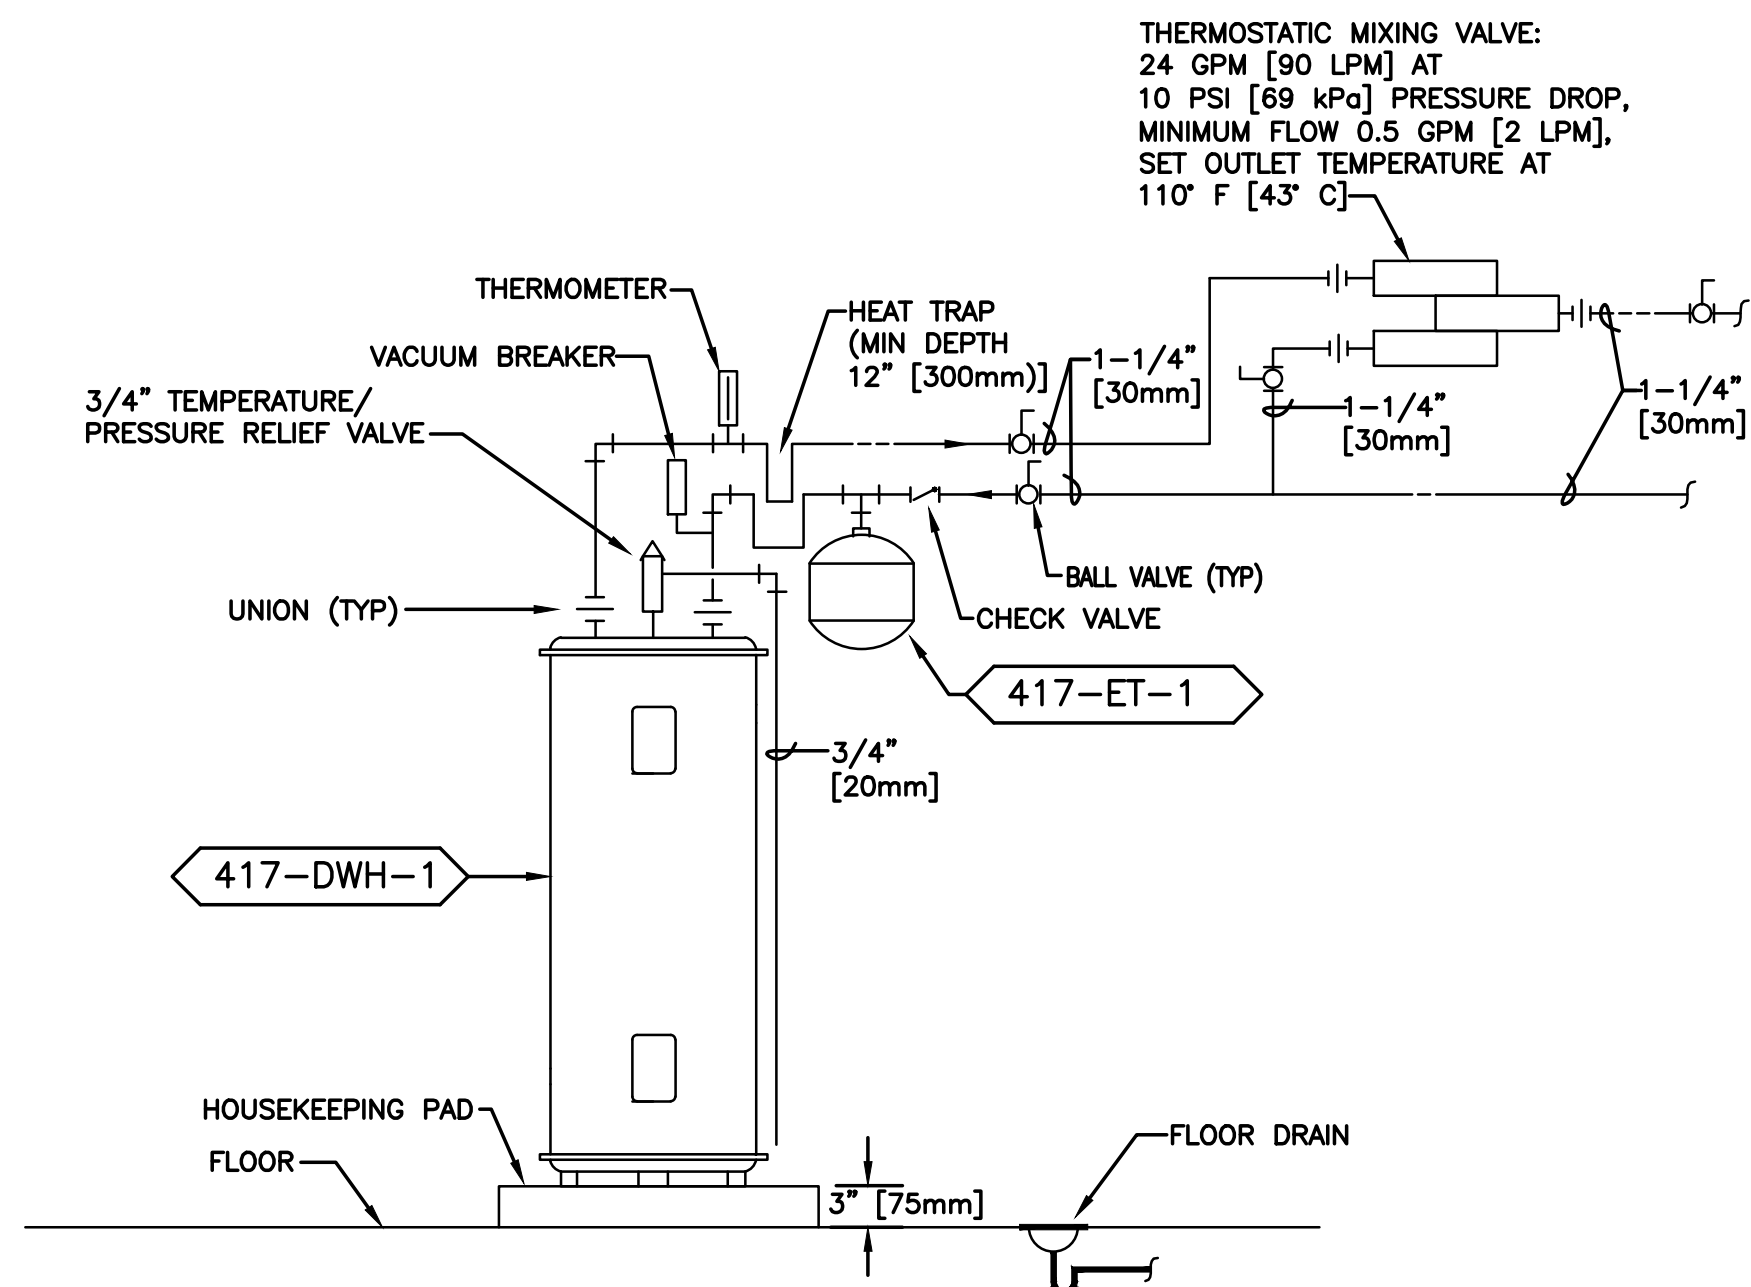 THERMOSTATIC MIXING VALVE:
24 GPM [90 LPM] AT
10 PSI [69 kPa] PRESSURE DROP,
MINIMUM FLOW 0.5 GPM [2 LPM],
SET OUTLET TEMPERATURE AT
110° F [43° C]
THERMOMETER
HEAT TRAP
(MIN DEPTH
12" [300mm)]
VACUUM BREAKER
3/4" TEMPERATURE/
PRESSURE RELIEF VALVE
1-1/4"
[30mm]
1-1/4"
[30mm]
1-1/4"
[30mm]
UNION (TYP)
BALL VALVE (TYP)
CHECK VALVE
417-ET-1
3/4"
[20mm]
417-DWH-1
HOUSEKEEPING PAD
FLOOR
3" [75mm]
FLOOR DRAIN